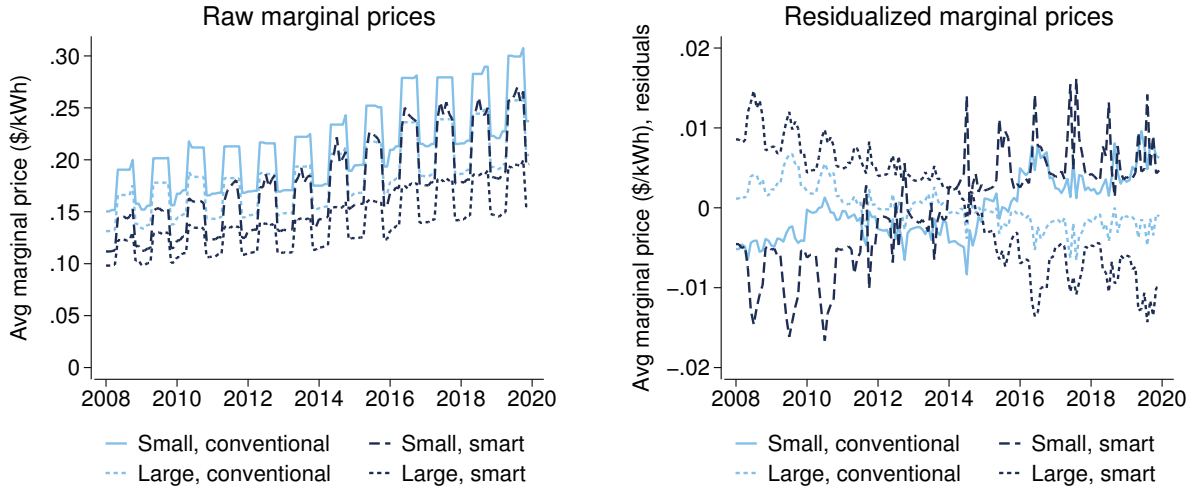 Raw marginal prices
Avg marginal price ($/kWh)
.30
.25
.20
.15
.10
.05
0
2008 2010 2012 2014 2016 2018 2020
Small, conventional Small, smart
Large, conventional Large, smart
Residualized marginal prices
Avg marginal price ($/kWh), residuals
.02
.01
0
−.01
−.02
2008 2010 2012 2014 2016 2018 2020
Small, conventional Small, smart
Large, conventional Large, smart